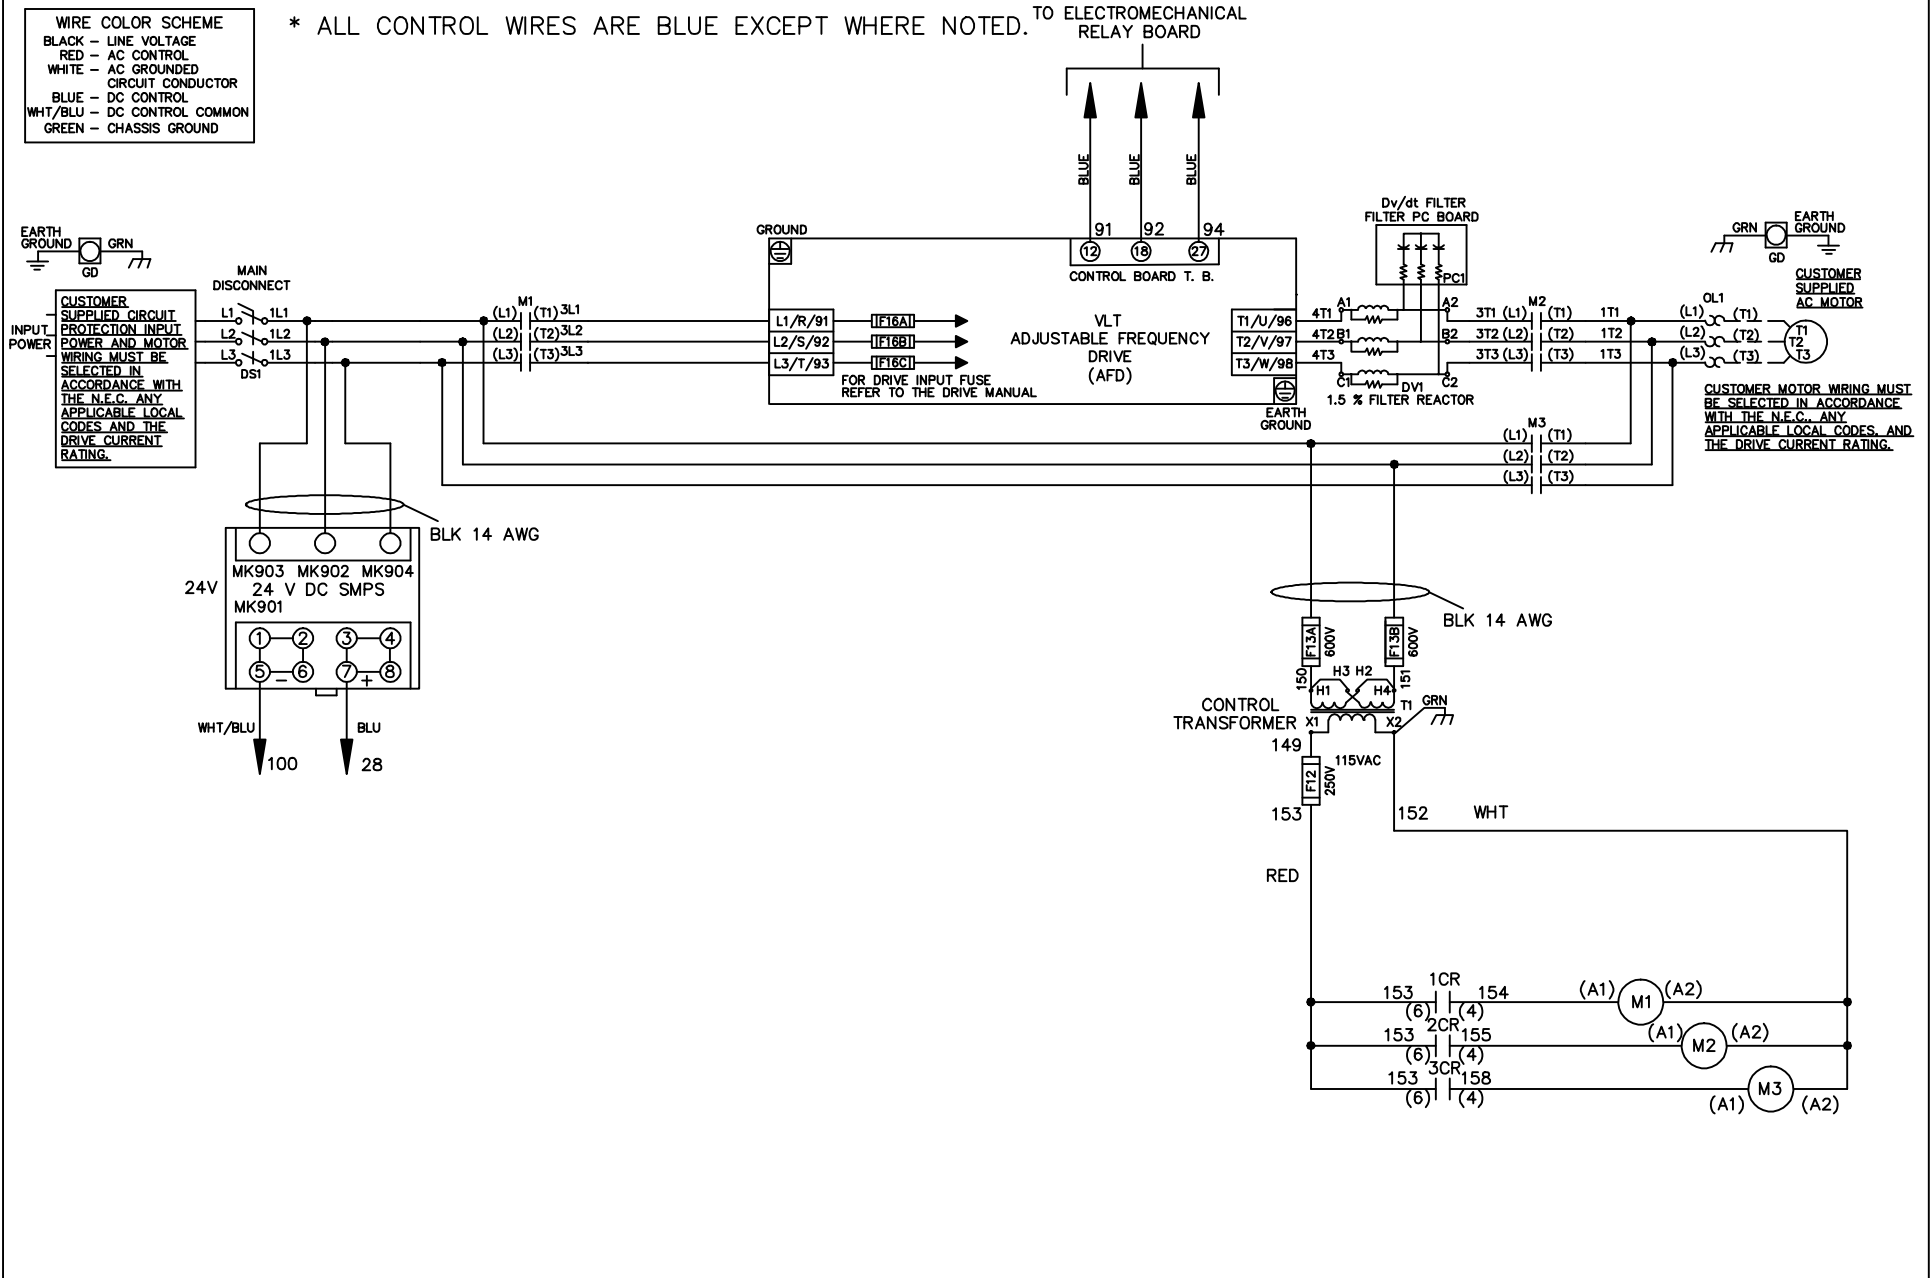 WIRE COLOR SCHEME
BLACK – LINE VOLTAGE
RED – AC CONTROL
WHITE – AC GROUNDED
CIRCUIT CONDUCTOR
BLUE – DC CONTROL
WHT/BLU – DC CONTROL COMMON
GREEN – CHASSIS GROUND
* ALL CONTROL WIRES ARE BLUE EXCEPT WHERE NOTED.
TO ELECTROMECHANICAL
RELAY BOARD
BLUE
BLUE
BLUE
91 92 94
12 18 27
CONTROL BOARD T. B.
EARTH
GROUND
GRN
GD
INPUT
POWER
CUSTOMER
SUPPLIED CIRCUIT
PROTECTION INPUT
POWER AND MOTOR
WIRING MUST BE
SELECTED IN
ACCORDANCE WITH
THE N.E.C. ANY
APPLICABLE LOCAL
CODES AND THE
DRIVE CURRENT
RATING.
MAIN
DISCONNECT
L1 1L1
L2 1L2
L3 1L3
DS1
M1
(L1) (T1) 3L1
(L2) (T2) 3L2
(L3) (T3) 3L3
GROUND
L1/R/91 F16A
L2/S/92 F16B
L3/T/93 F16C
FOR DRIVE INPUT FUSE
REFER TO THE DRIVE MANUAL
VLT
ADJUSTABLE FREQUENCY
DRIVE
(AFD)
T1/U/96
T2/V/97
T3/W/98
EARTH
GROUND
Dv/dt FILTER
FILTER PC BOARD
PC1
4T1 A1 A2
4T2 B1 B2
4T3 C1 C2
DV1
1.5 % FILTER REACTOR
M2
3T1 (L1) (T1) 1T1
3T2 (L2) (T2) 1T2
3T3 (L3) (T3) 1T3
OL1
(L1) (T1)
(L2) (T2)
(L3) (T3)
T1
T2
T3
GRN
GD
EARTH
GROUND
CUSTOMER
SUPPLIED
AC MOTOR
CUSTOMER MOTOR WIRING MUST
BE SELECTED IN ACCORDANCE
WITH THE N.E.C., ANY
APPLICABLE LOCAL CODES, AND
THE DRIVE CURRENT RATING.
M3
(L1) (T1)
(L2) (T2)
(L3) (T3)
BLK 14 AWG
MK903 MK902 MK904
24V
24 V DC SMPS
MK901
1 2 3 4
5 – 6 7 + 8
WHT/BLU BLU
100 28
BLK 14 AWG
F13A 600V
F13B 600V
150 151
H3 H2
H1 H4
T1
GRN
CONTROL
TRANSFORMER
X1 X2
149
115VAC
F12 250V
153 152 WHT
RED
1CR
153 154 (A1) M1 (A2)
(6) (4)
2CR
153 155 (A1) M2 (A2)
(6) (4)
3CR
153 158 M3
(6) (4) (A1) (A2)